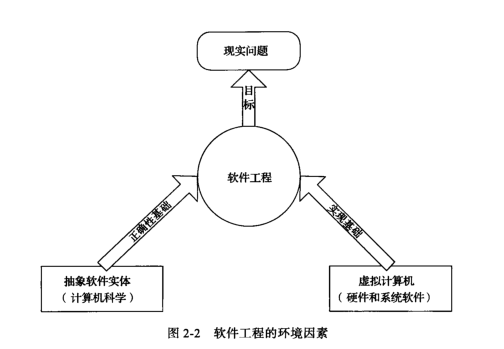 现实问题
目标
软件工程
正确性基础
实现基础
抽象软件实体
（计算机科学）
虚拟计算机
（硬件和系统软件）
图 2-2 软件工程的环境因素